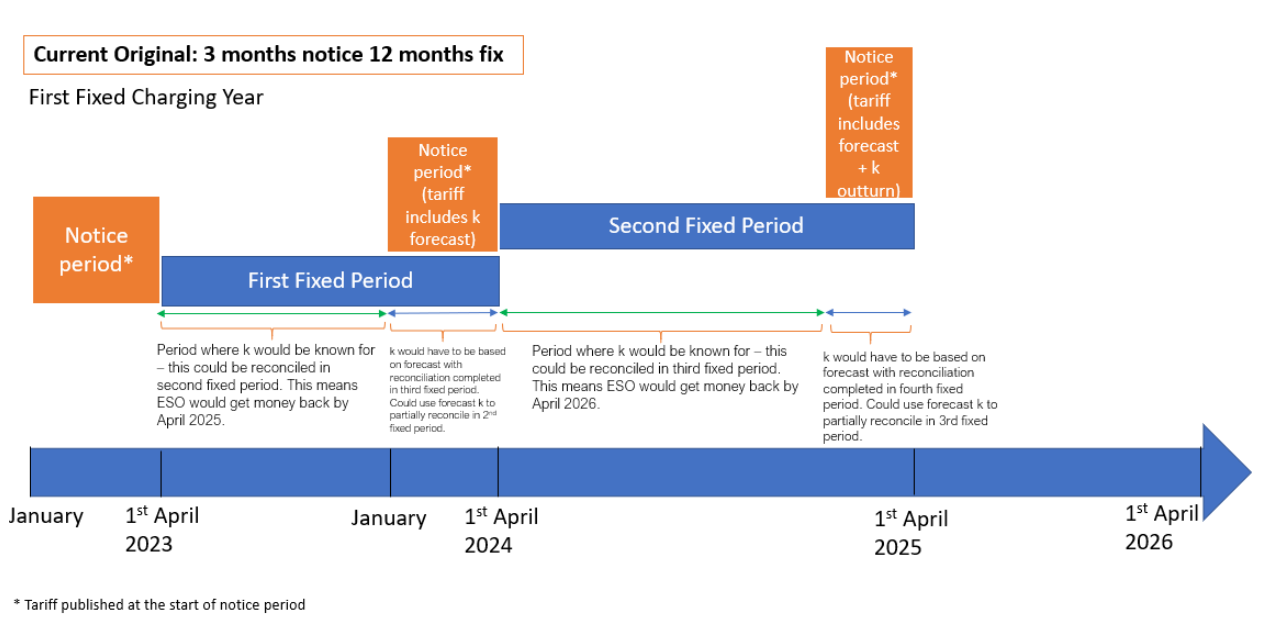 Current Original: 3 months notice 12 months fix
First Fixed Charging Year
Notice
period*
(tariff
includes
forecast
+ k
outturn)
Notice
period*
(tariff
includes k
forecast)
Notice
period*
Second Fixed Period
First Fixed Period
Period where k would be known for
– this could be reconciled in
second fixed period. This means
ESO would get money back by
April 2025.
k would have to be based
on forecast with
reconciliation completed
in third fixed period.
Could use forecast k to
partially reconcile in 2nd
fixed period.
Period where k would be known for – this
could be reconciled in third fixed period.
This means ESO would get money back by
April 2026.
k would have to be based on
forecast with reconciliation
completed in fourth fixed
period. Could use forecast k to
partially reconcile in 3rd fixed
period.
January
1st April
2023
January
1st April
2024
1st April
2025
1st April
2026
* Tariff published at the start of notice period